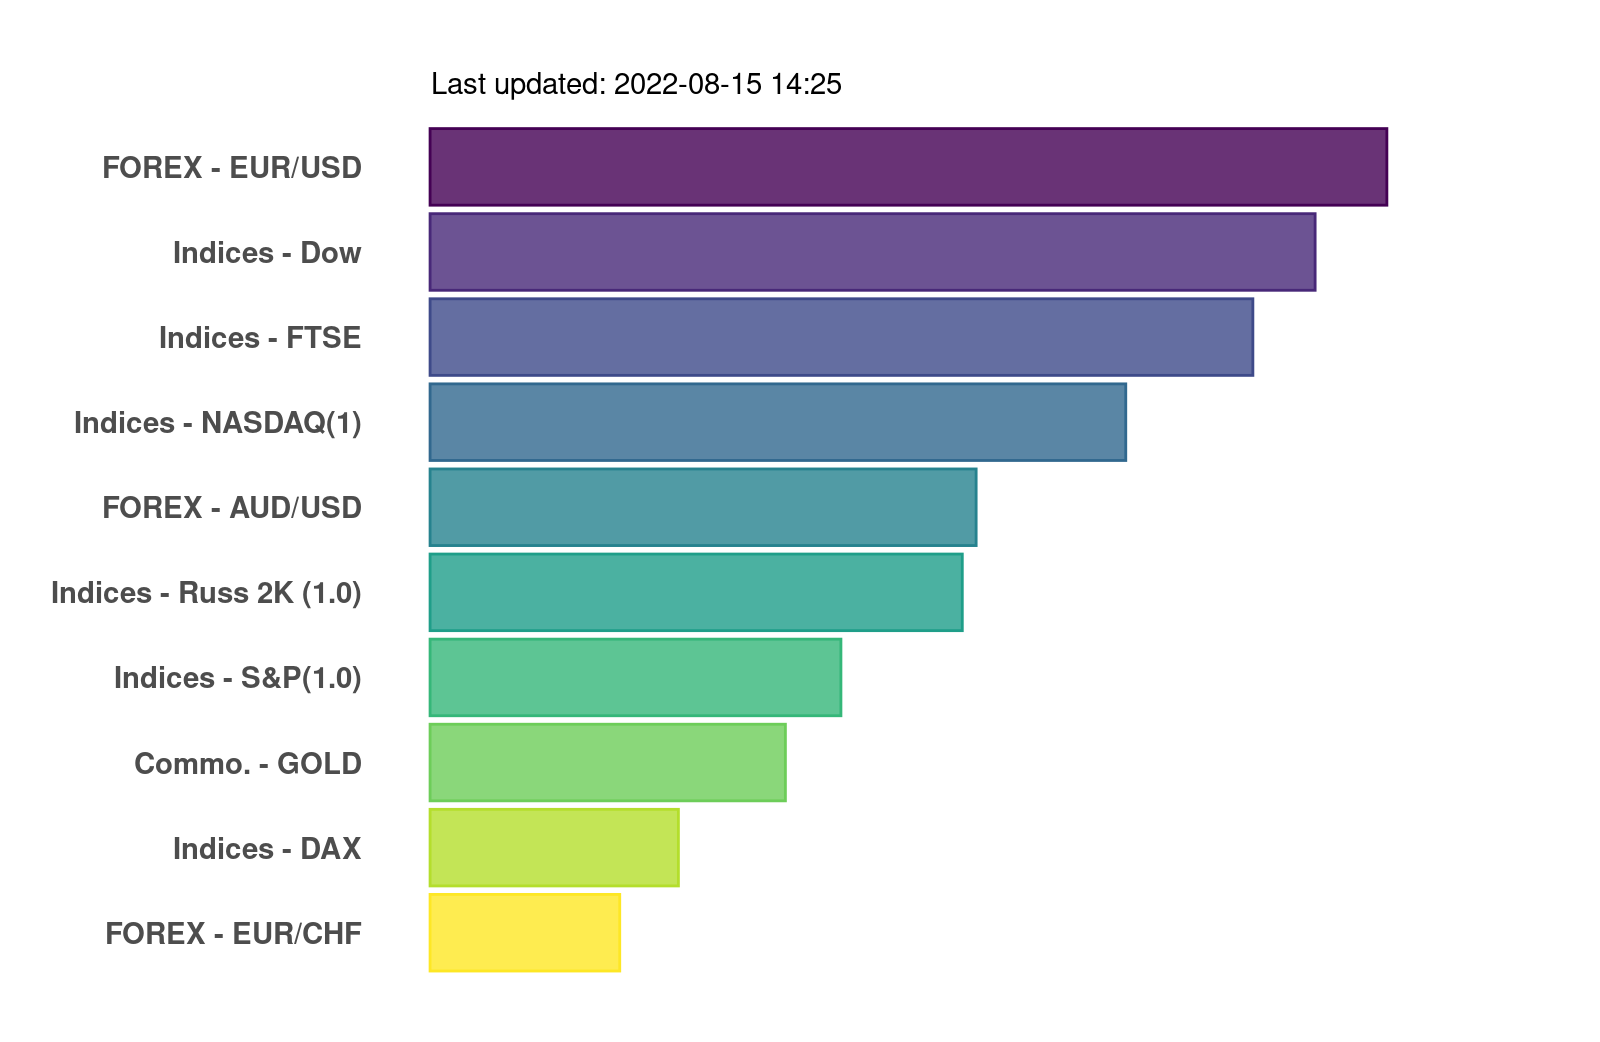 Last updated: 2022-08-15 14:25
FOREX - EUR/USD
Indices - Dow
Indices - FTSE
Indices - NASDAQ(1)
FOREX - AUD/USD
Indices - Russ 2K (1.0)
Indices - S&P(1.0)
Commo. - GOLD
Indices - DAX
FOREX - EUR/CHF